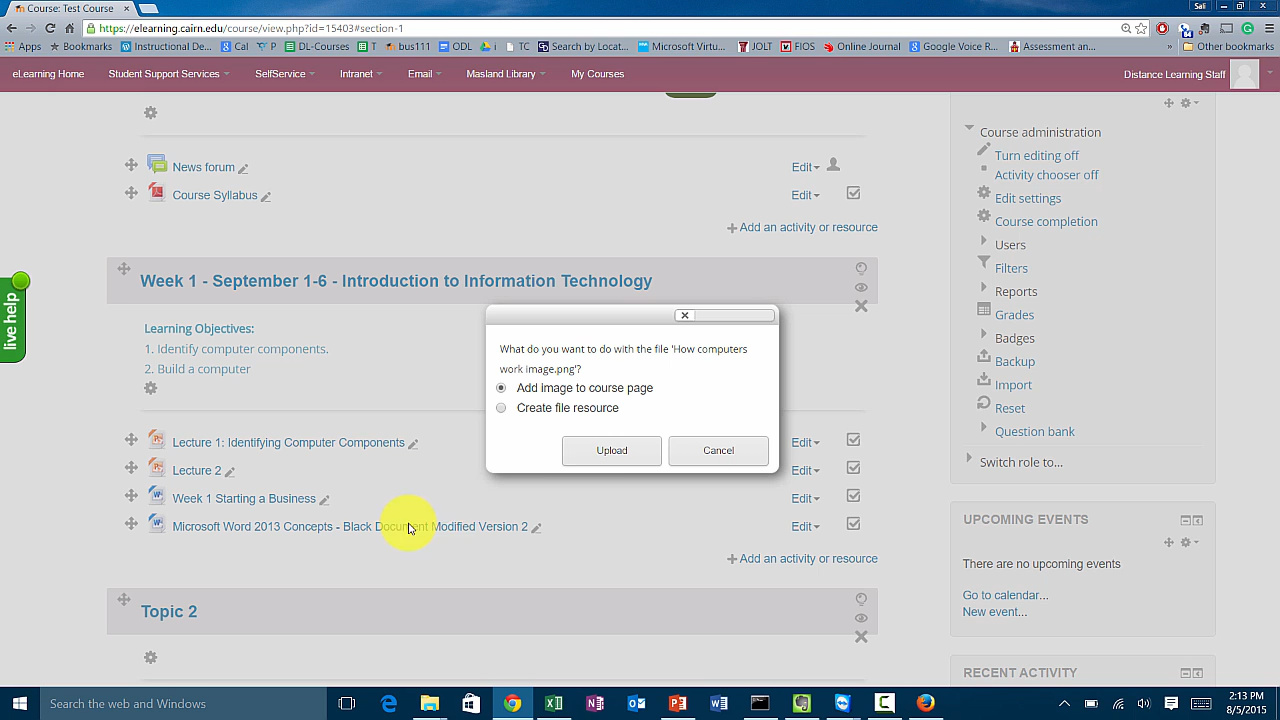 Course: Test Course
Sali
https://elearning.cairn.edu/course/view.php?id=15403#section-1
Apps
Bookmarks
Instructional De...
Cal
P
DL-Courses
T
bus111
ODL
i
TC
Search by Locat...
Microsoft Virtu...
JOLT
FIOS
Online Journal
Google Voice R...
Assessment an...
»
Other bookmarks
eLearning Home
Student Support Services
SelfService
Intranet
Email
Masland Library
My Courses
Distance Learning Staff
News forum
Edit
Course Syllabus
Edit
Add an activity or resource
Week 1 - September 1-6 - Introduction to Information Technology
Learning Objectives:
1. Identify computer components.
2. Build a computer
Lecture 1: Identifying Computer Components
Edit
Lecture 2
Edit
Week 1 Starting a Business
Edit
Microsoft Word 2013 Concepts - Black Document Modified Version 2
Edit
Add an activity or resource
Topic 2
What do you want to do with the file 'How computers
work image.png'?
Add image to course page
Create file resource
Upload
Cancel
Course administration
Turn editing off
Activity chooser off
Edit settings
Course completion
Users
Filters
Reports
Grades
Badges
Backup
Import
Reset
Question bank
Switch role to...
UPCOMING EVENTS
There are no upcoming events
Go to calendar...
New event...
RECENT ACTIVITY
live help
Search the web and Windows
2:13 PM
8/5/2015